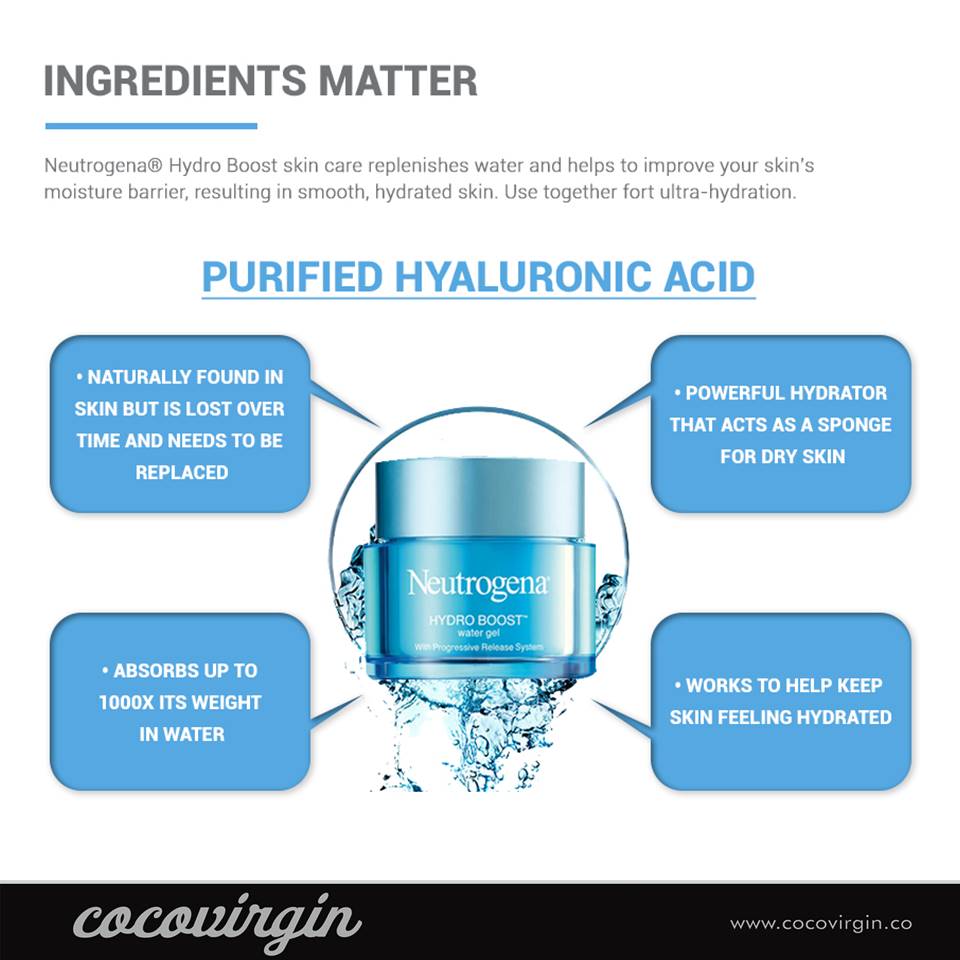 INGREDIENTS MATTER
Neutrogena® Hydro Boost skin care replenishes water and helps to improve your skin's
moisture barrier, resulting in smooth, hydrated skin. Use together fort ultra-hydration.
PURIFIED HYALURONIC ACID
• NATURALLY FOUND IN
SKIN BUT IS LOST OVER
TIME AND NEEDS TO BE
REPLACED
• POWERFUL HYDRATOR
THAT ACTS AS A SPONGE
FOR DRY SKIN
Neutrogena®
HYDRO BOOST™
water gel
With Progressive Release System
• ABSORBS UP TO
1000X ITS WEIGHT
IN WATER
• WORKS TO HELP KEEP
SKIN FEELING HYDRATED
cocovirgin
www.cocovirgin.co